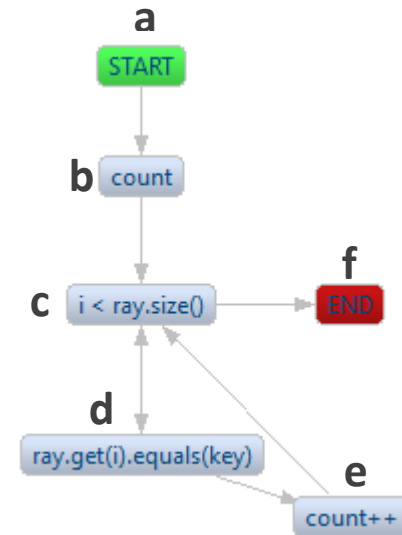 a
START
b count
c i < ray.size()
f
END
d
ray.get(i).equals(key)
e
count++